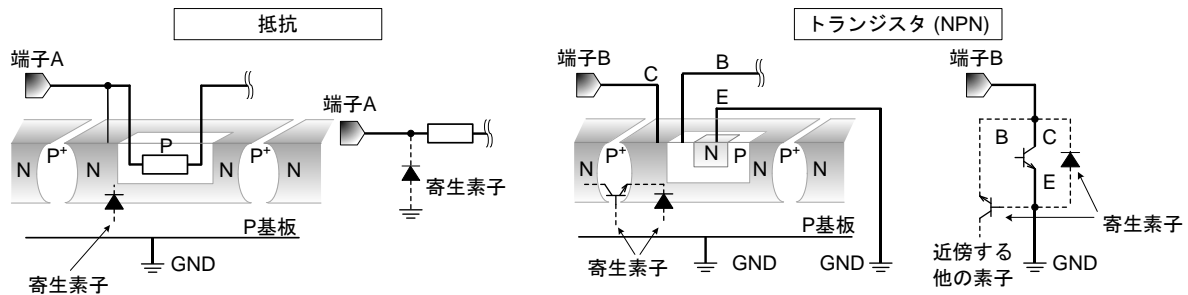 抵抗
トランジスタ (NPN)
端子A
端子A
P
N
P+
N
N
P+
N
寄生素子
P基板
GND
寄生素子
端子B
C
B
E
N
P+
N
N
P
N
P+
N
P基板
寄生素子
GND
GND
端子B
B
C
E
寄生素子
近傍する
他の素子
GND